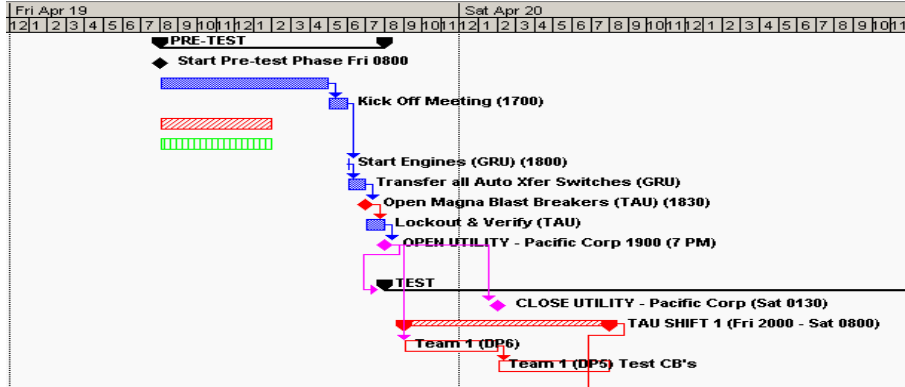 Fri Apr 19 Sat Apr 20
12 1 2 3 4 5 6 7 8 9 10 11 12 1 2 3 4 5 6 7 8 9 10 11 12 1 2 3 4 5 6 7 8 9 10 11 12 1 2 3 4 5 6 7 8 9 10 11
PRE-TEST
Start Pre-test Phase Fri 0800
Kick Off Meeting (1700)
Start Engines (GRU) (1800)
Transfer all Auto Xfer Switches (GRU)
Open Magna Blast Breakers (TAU) (1830)
Lockout & Verify (TAU)
OPEN UTILITY - Pacific Corp 1900 (7 PM)
TEST
CLOSE UTILITY - Pacific Corp (Sat 0130)
TAU SHIFT 1 (Fri 2000 - Sat 0800)
Team 1 (DP6)
Team 1 (DP5) Test CB's